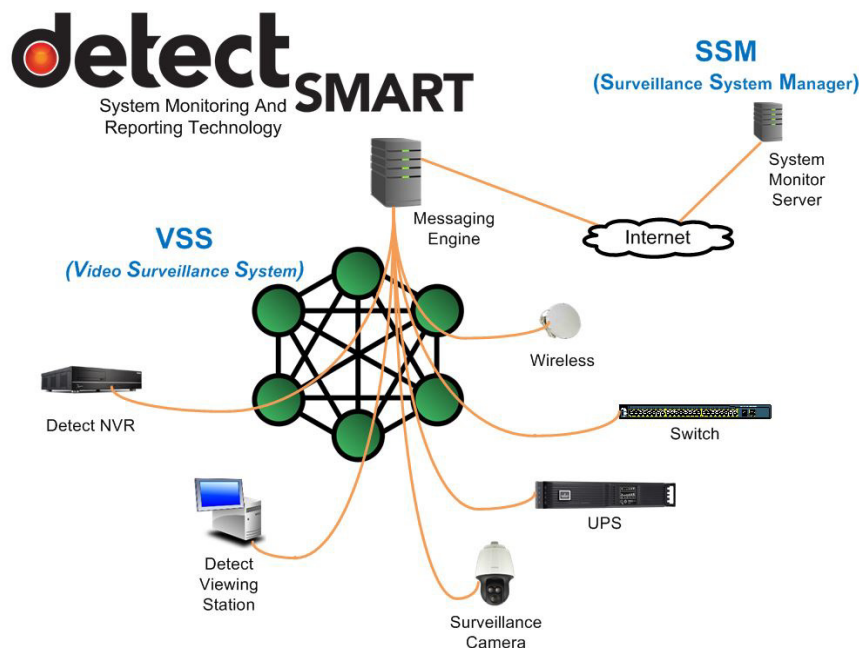 detect
SMART
System Monitoring And
Reporting Technology
SSM
(Surveillance System Manager)
System
Monitor
Server
Messaging
Engine
Internet
VSS
(Video Surveillance System)
Wireless
Detect NVR
Switch
UPS
Detect
Viewing
Station
Surveillance
Camera